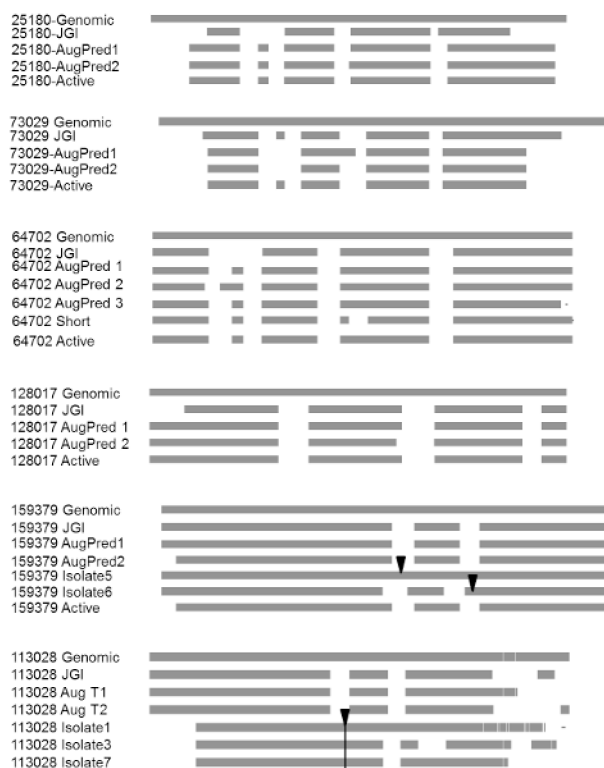 25180-Genomic
25180-JGI
25180-AugPred1
25180-AugPred2
25180-Active
73029 Genomic
73029 JGI
73029-AugPred1
73029-AugPred2
73029-Active
64702 Genomic
64702 JGI
64702 AugPred 1
64702 AugPred 2
64702 AugPred 3
64702 Short
64702 Active
128017 Genomic
128017 JGI
128017 AugPred 1
128017 AugPred 2
128017 Active
159379 Genomic
159379 JGI
159379 AugPred1
159379 AugPred2
159379 Isolate5
159379 Isolate6
159379 Active
113028 Genomic
113028 JGI
113028 Aug T1
113028 Aug T2
113028 Isolate1
113028 Isolate3
113028 Isolate7